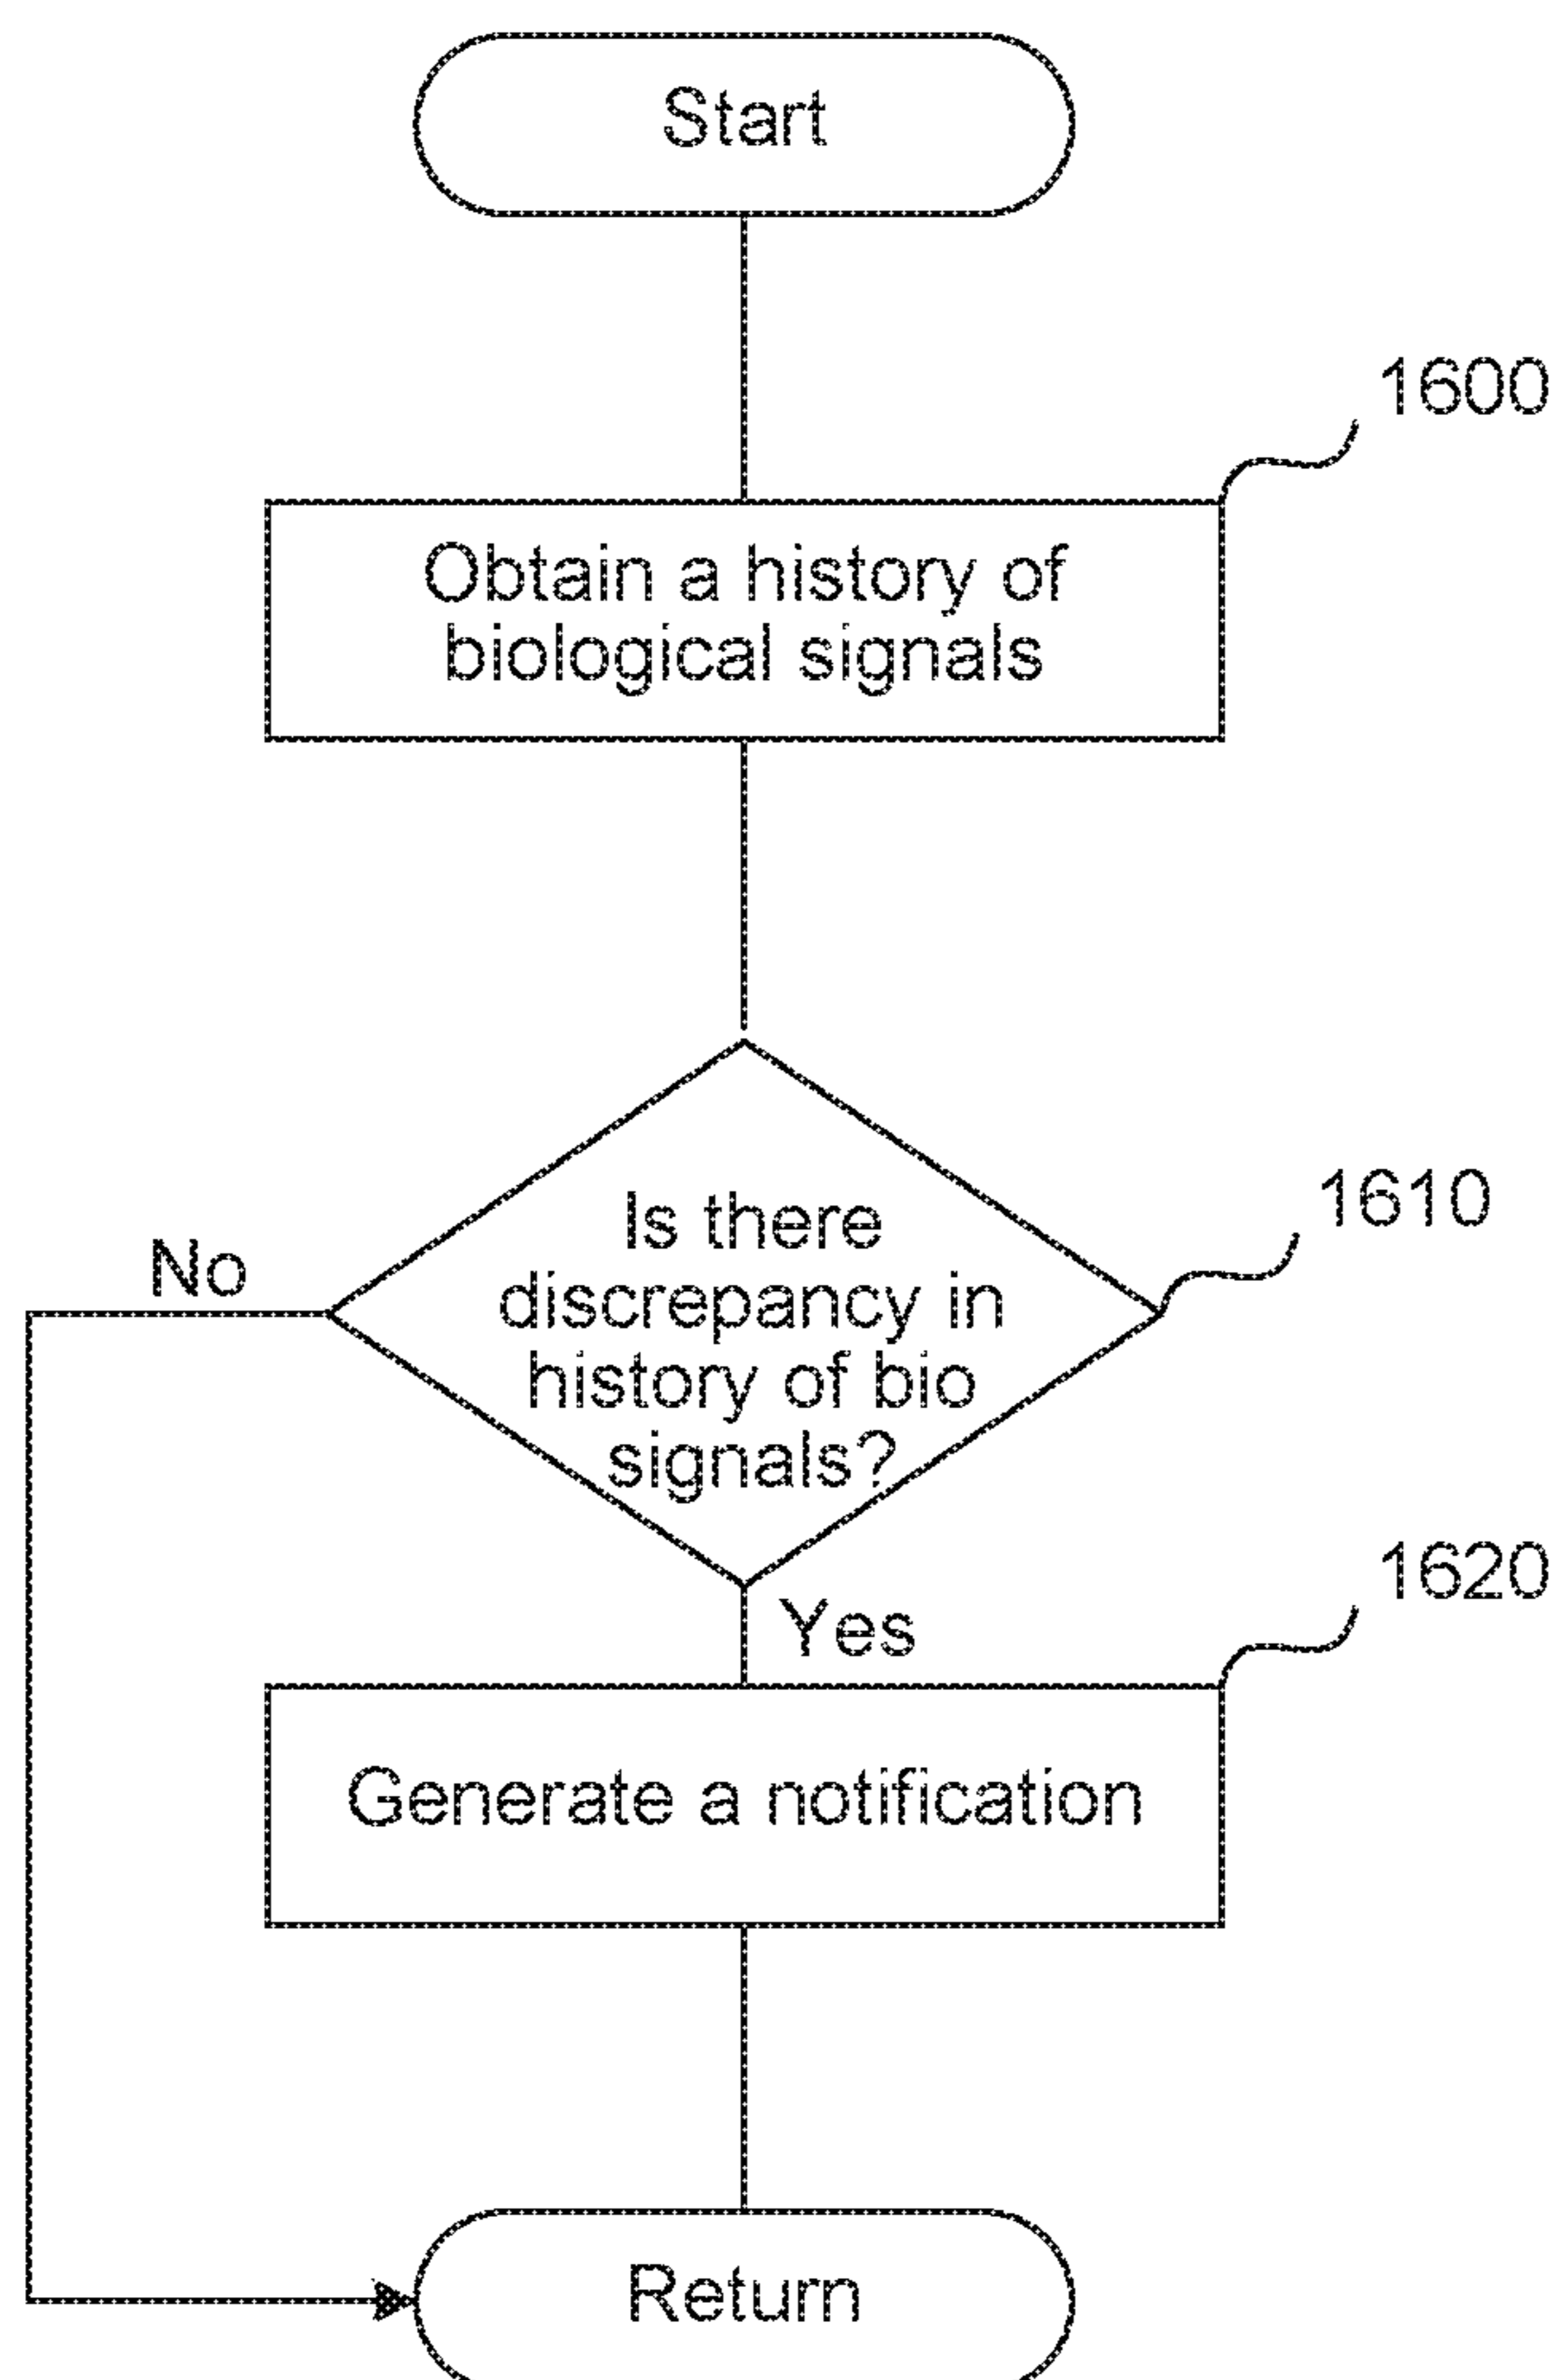 Start
1600
Obtain a history of
biological signals
1610
Is there
discrepancy in
history of bio
signals?
No
Yes
1620
Generate a notification
Return